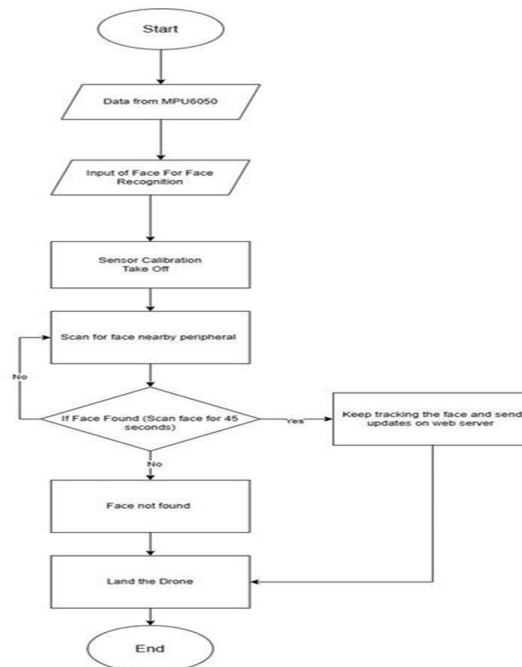 Start
Data from MPU6050
Input of Face For Face
Recognition
Sensor Calibration
Take Off
Scan for face nearby peripheral
No
If Face Found (Scan face for 45
seconds)
Yes
Keep tracking the face and send
updates on web server
No
Face not found
Land the Drone
End